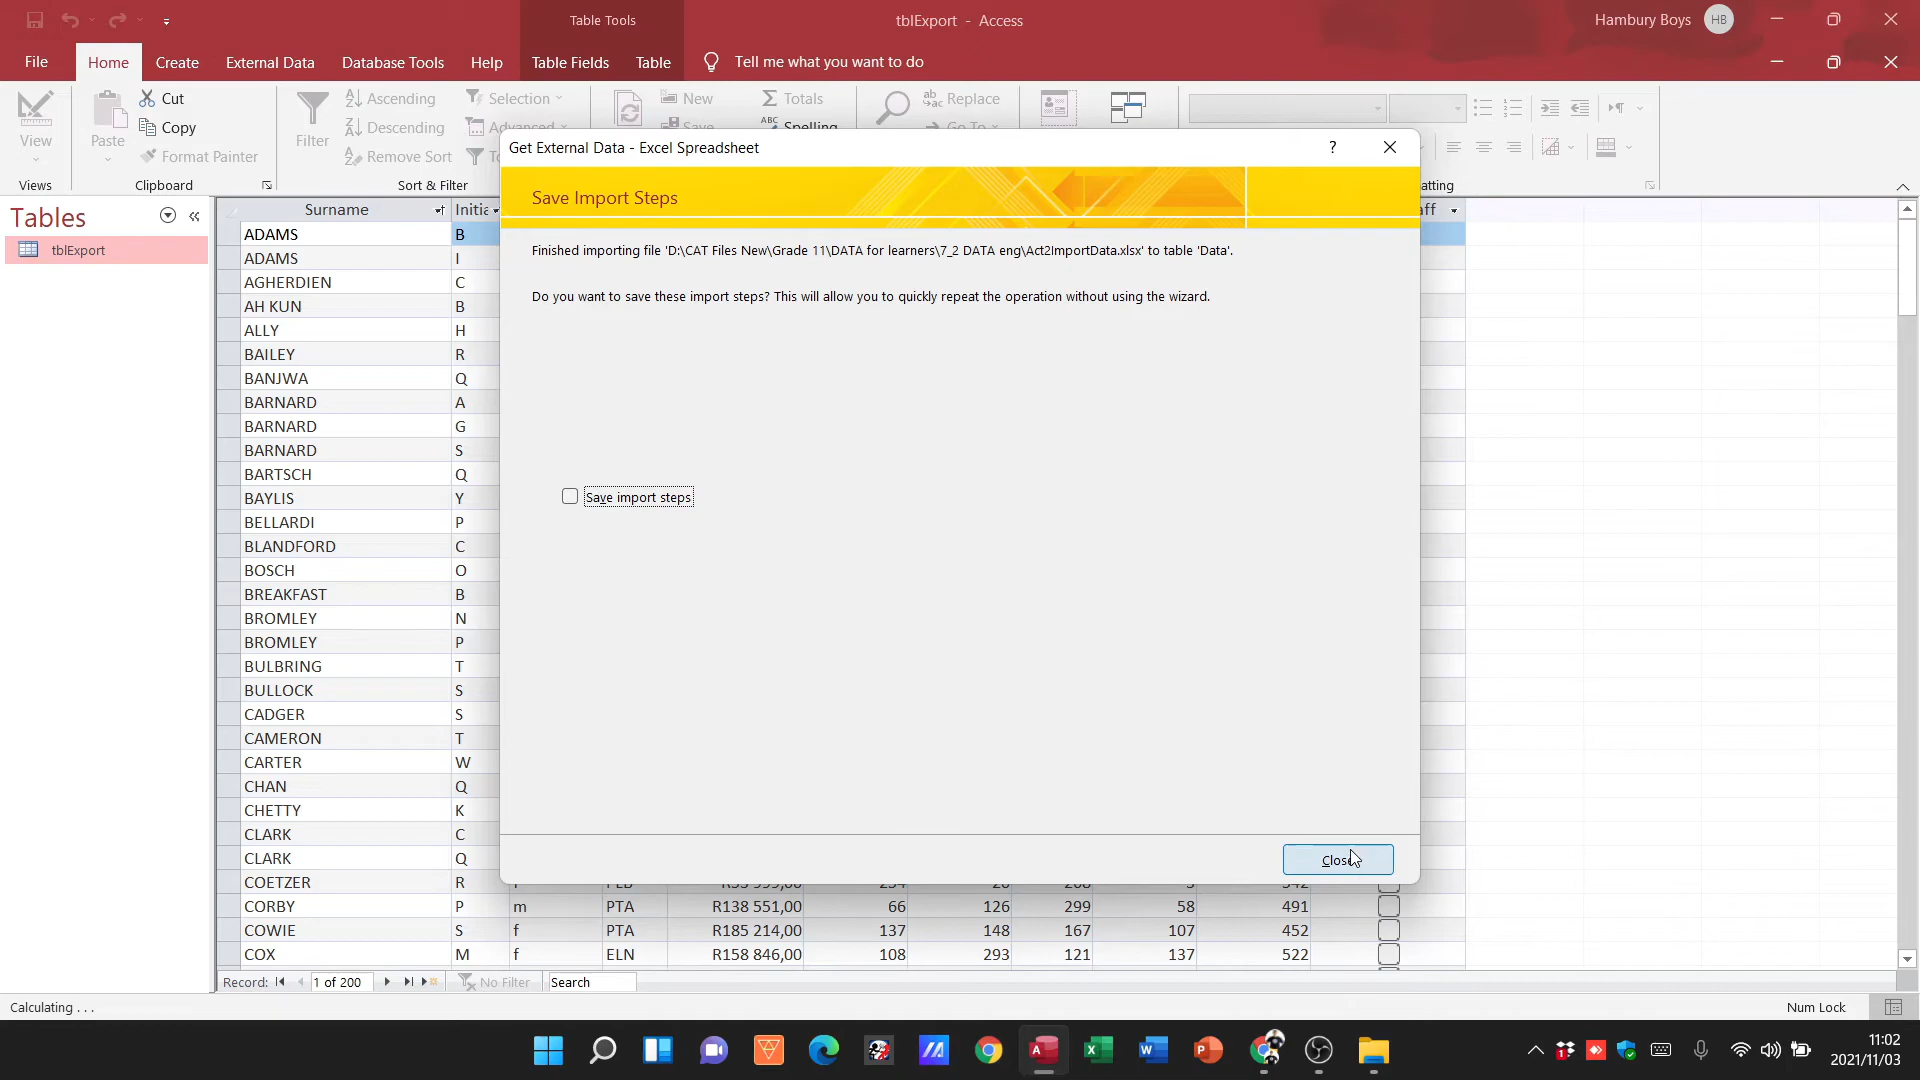 Table Tools
tblExport - Access
Hambury Boys
HB
File
Home
Create
External Data
Database Tools
Help
Table Fields
Table
Tell me what you want to do
View
Views
Paste
Cut
Copy
Format Painter
Clipboard
Filter
Ascending
Descending
Remove Sort
Selection
Advanced
Sort & Filter
New
Save
Totals
Spelling
Replace
Go To
Get External Data - Excel Spreadsheet
Save Import Steps
Finished importing file 'D:\CAT Files New\Grade 11\DATA for learners\7_2 DATA eng\Act2ImportData.xlsx' to table 'Data'.
Do you want to save these import steps? This will allow you to quickly repeat the operation without using the wizard.
Save import steps
Close
Tables
tblExport
Surname
ADAMS B
ADAMS I
AGHERDIEN C
AH KUN B
ALLY H
BAILEY R
BANJWA Q
BARNARD A
BARNARD G
BARNARD S
BARTSCH Q
BAYLIS Y
BELLARDI P
BLANDFORD C
BOSCH O
BREAKFAST B
BROMLEY N
BROMLEY P
BULBRING T
BULLOCK S
CADGER S
CAMERON T
CARTER W
CHAN Q
CHETTY K
CLARK C
CLARK Q
COETZER R
CORBY P m PTA R138 551,00 66 126 299 58 491
COWIE S f PTA R185 214,00 137 148 167 107 452
COX M f ELN R158 846,00 108 293 121 137 522
Record: 1 of 200 No Filter Search
Calculating . . .
Num Lock
11:02
2021/11/03